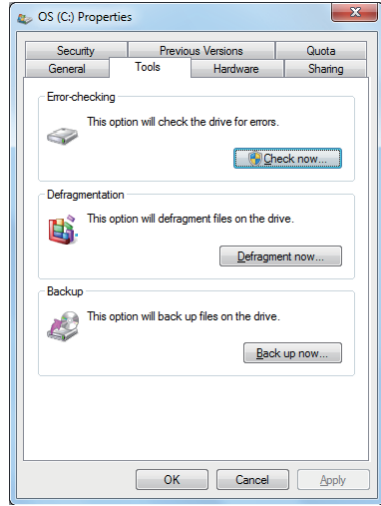 OS (C:) Properties
Security Previous Versions Quota
General Tools Hardware Sharing
Error-checking
This option will check the drive for errors.
Check now...
Defragmentation
This option will defragment files on the drive.
Defragment now...
Backup
This option will back up files on the drive.
Back up now...
OK Cancel Apply